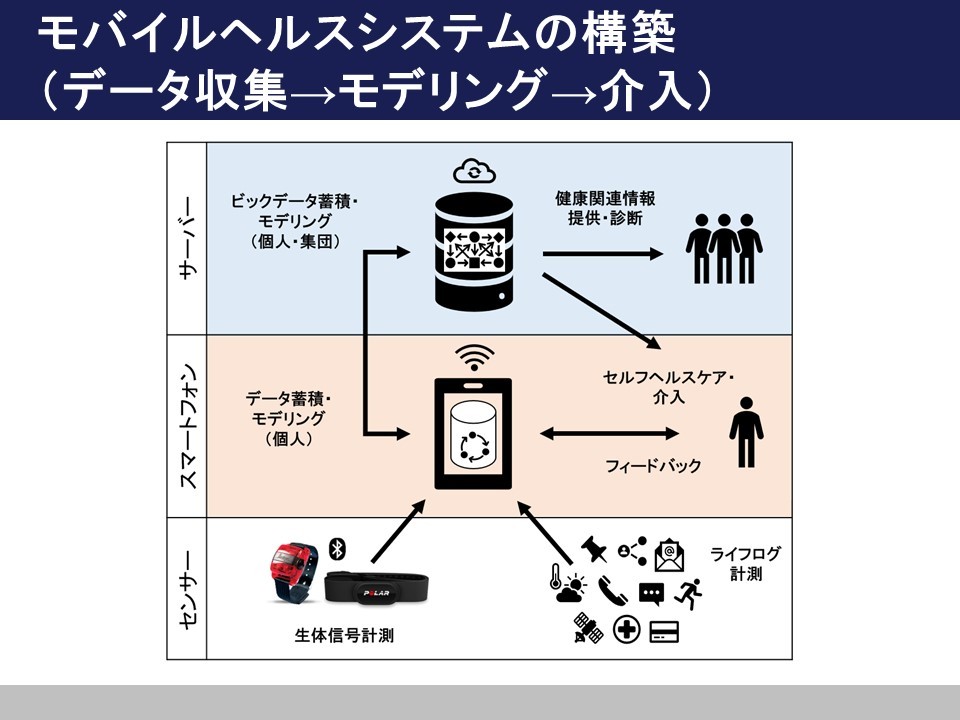 モバイルヘルスシステムの構築
（データ収集→モデリング→介入）
サーバー
ビックデータ蓄積・
モデリング
（個人・集団）
健康関連情報
提供・診断
スマートフォン
データ蓄積・
モデリング
（個人）
セルフヘルスケア・
介入
フィードバック
センサー
POLAR
生体信号計測
ライフログ
計測